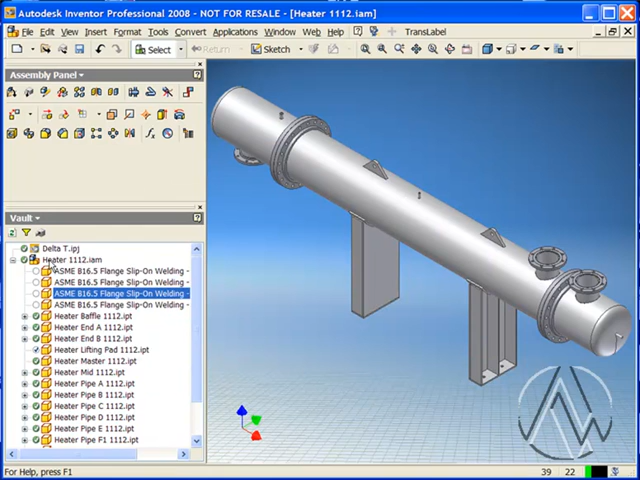 Autodesk Inventor Professional 2008 - NOT FOR RESALE - [Heater 1112.iam]
File Edit View Insert Format Tools Convert Applications Window Web Help TransLabel
Select Return Sketch
Assembly Panel
Vault
Delta T.ipj
Heater 1112.iam
ASME B16.5 Flange Slip-On Welding -
ASME B16.5 Flange Slip-On Welding -
ASME B16.5 Flange Slip-On Welding -
ASME B16.5 Flange Slip-On Welding -
Heater Baffle 1112.ipt
Heater End A 1112.ipt
Heater End B 1112.ipt
Heater Lifting Pad 1112.ipt
Heater Master 1112.ipt
Heater Mid 1112.ipt
Heater Pipe A 1112.ipt
Heater Pipe B 1112.ipt
Heater Pipe C 1112.ipt
Heater Pipe D 1112.ipt
Heater Pipe E 1112.ipt
Heater Pipe F1 1112.ipt
For Help, press F1 39 22